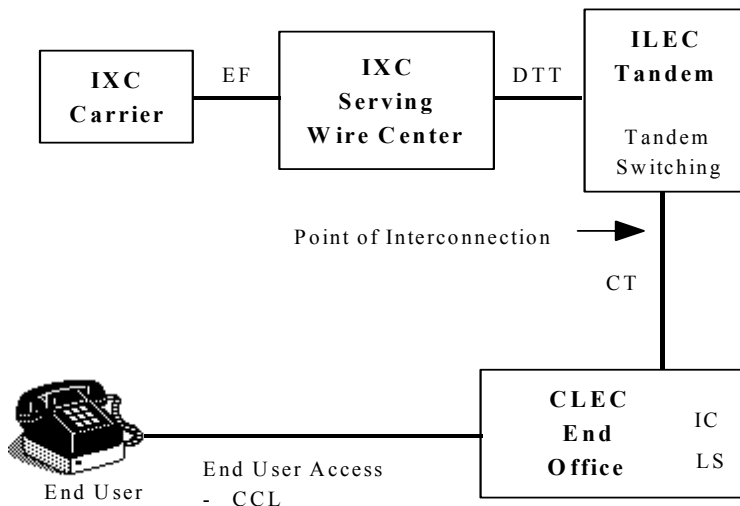 IXC
Carrier
EF
IXC
Serving
Wire Center
DTT
ILEC
Tandem
Tandem
Switching
Point of Interconnection
CT
CLEC
End
Office
IC
LS
End User
End User Access
- CCL